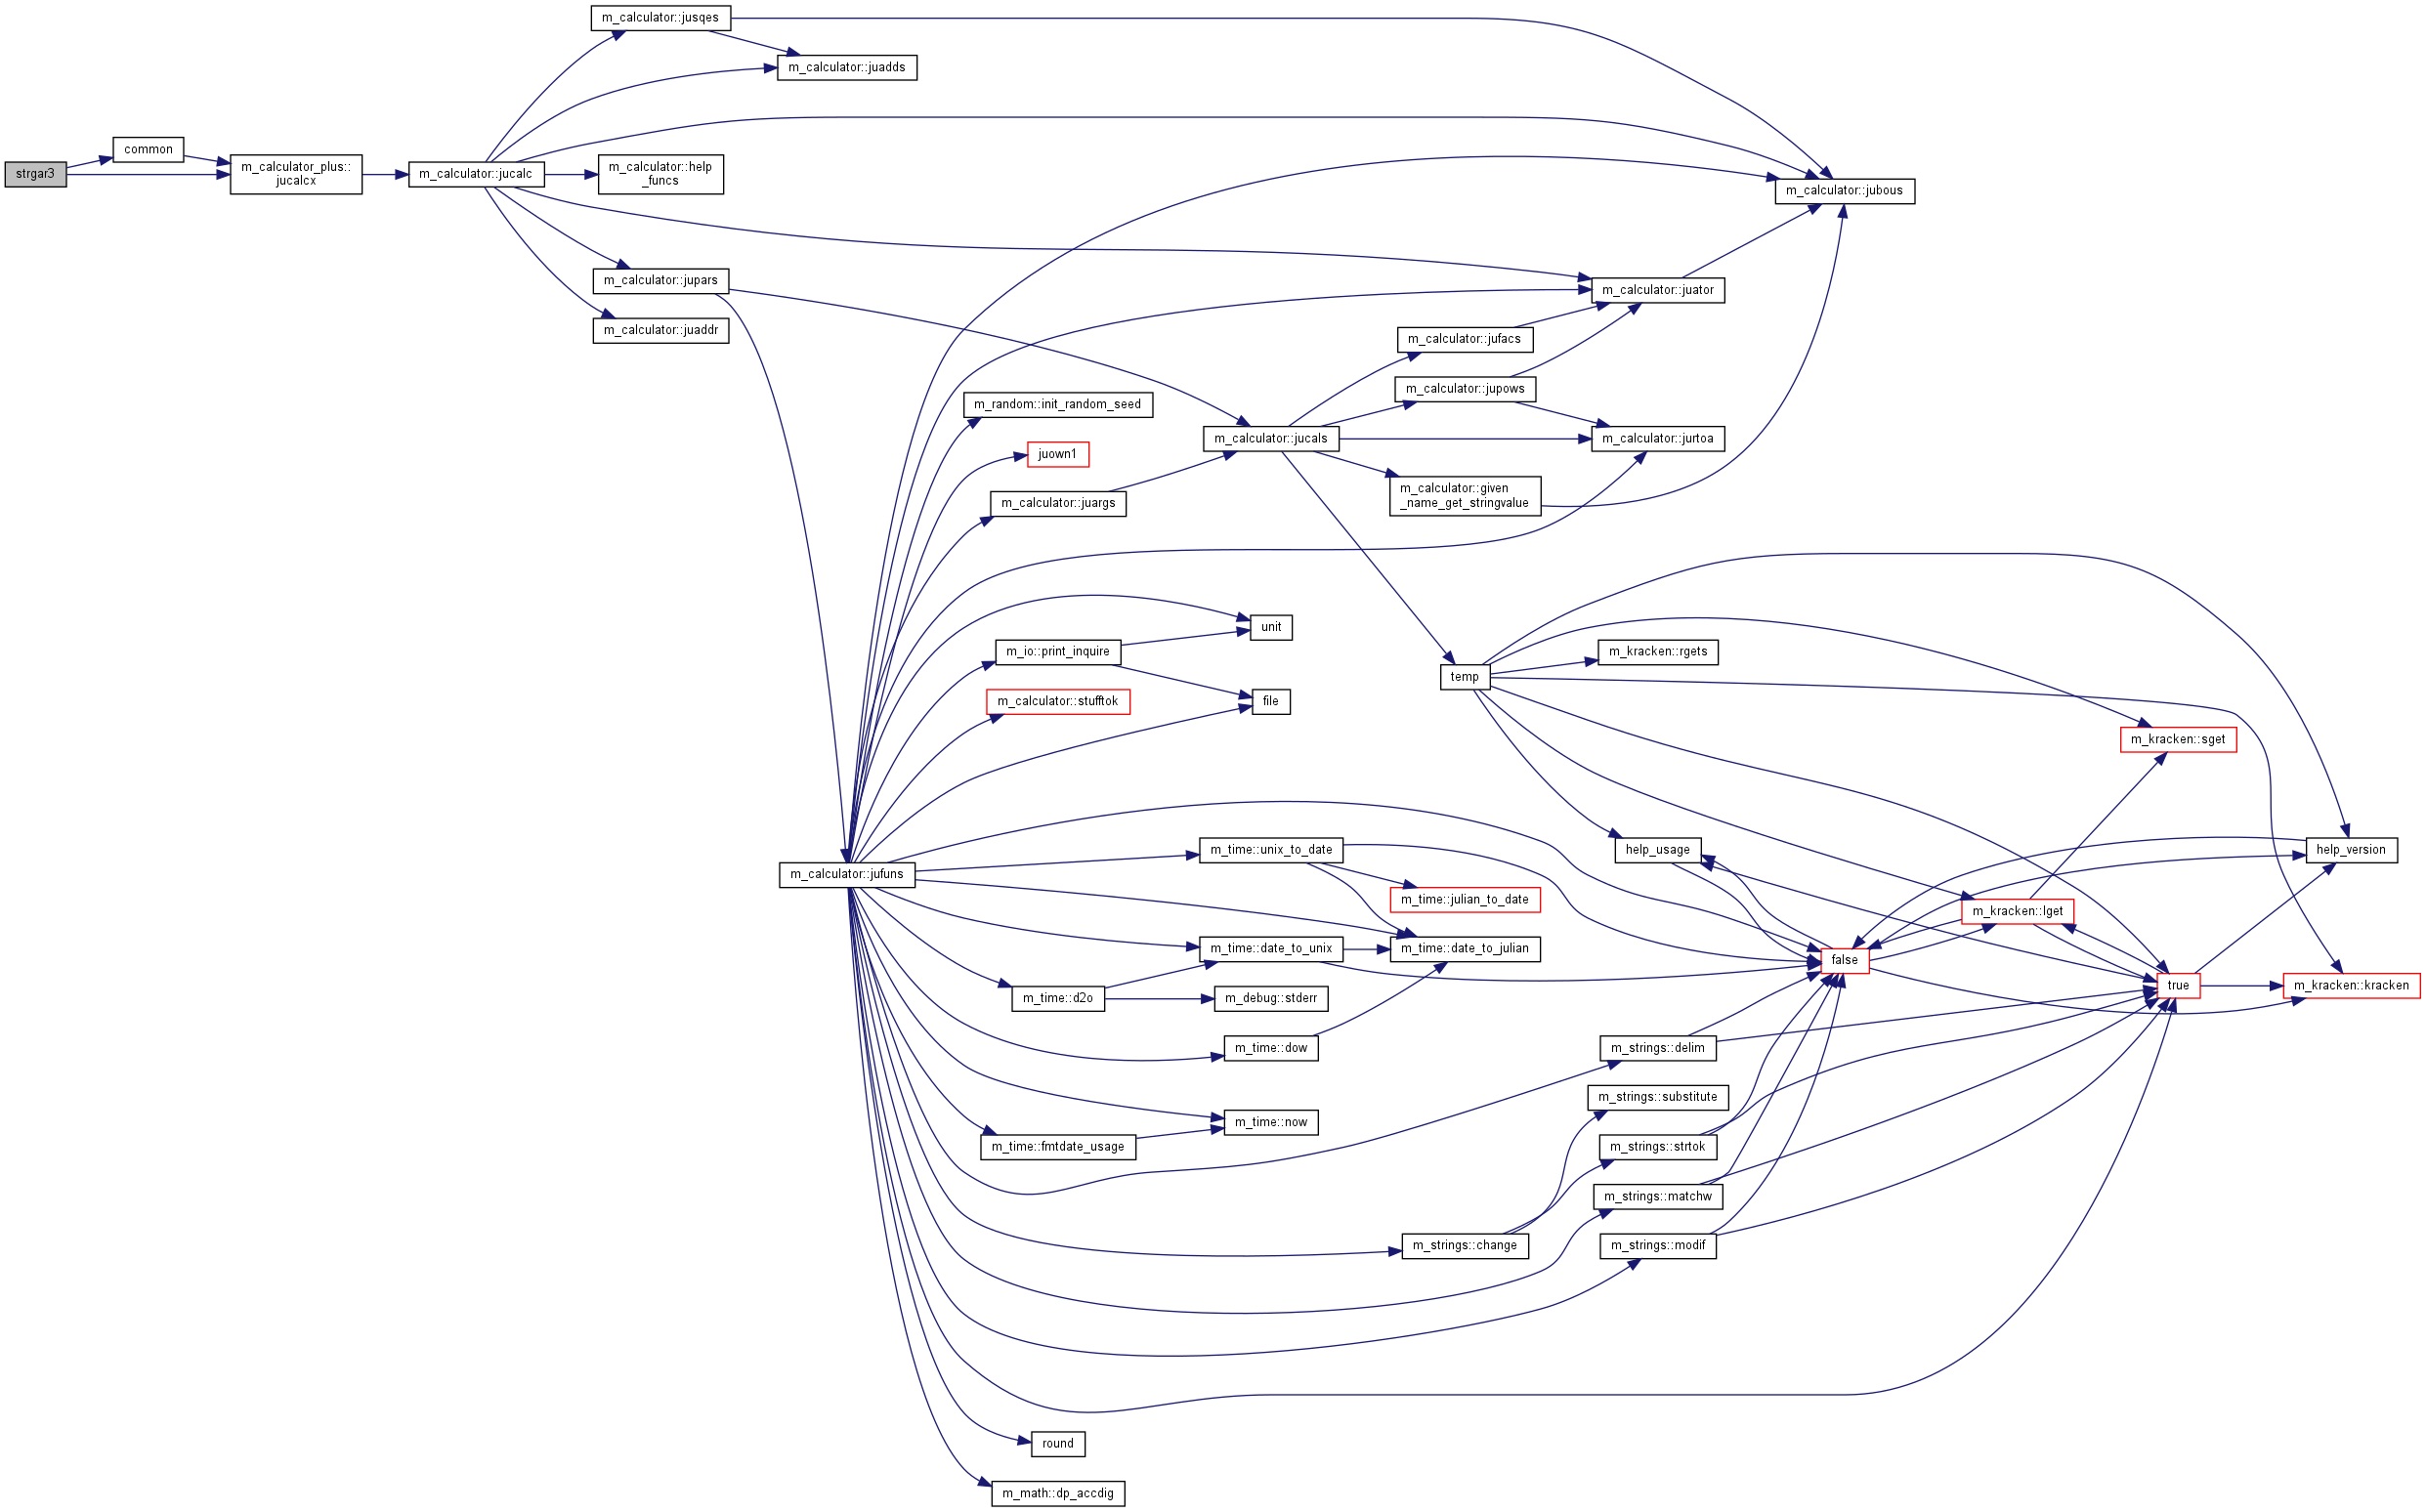 m_calculator::jusqes
m_calculator::juadds
common
strgar3
m_calculator_plus::
jucalcx
m_calculator::jucalc
m_calculator::help
_funcs
m_calculator::jubous
m_calculator::jupars
m_calculator::juator
m_calculator::juaddr
m_calculator::jufacs
m_calculator::jupows
m_random::init_random_seed
m_calculator::jucals
m_calculator::jurtoa
juown1
m_calculator::given
_name_get_stringvalue
m_calculator::juargs
unit
m_io::print_inquire
m_kracken::rgets
temp
m_calculator::stufftok
file
m_kracken::sget
m_time::unix_to_date
help_usage
help_version
m_calculator::jufuns
m_time::julian_to_date
m_kracken::lget
m_time::date_to_unix
m_time::date_to_julian
false
true
m_kracken::kracken
m_time::d2o
m_debug::stderr
m_time::dow
m_strings::delim
m_strings::substitute
m_time::now
m_time::fmtdate_usage
m_strings::strtok
m_strings::matchw
m_strings::change
m_strings::modif
round
m_math::dp_accdig